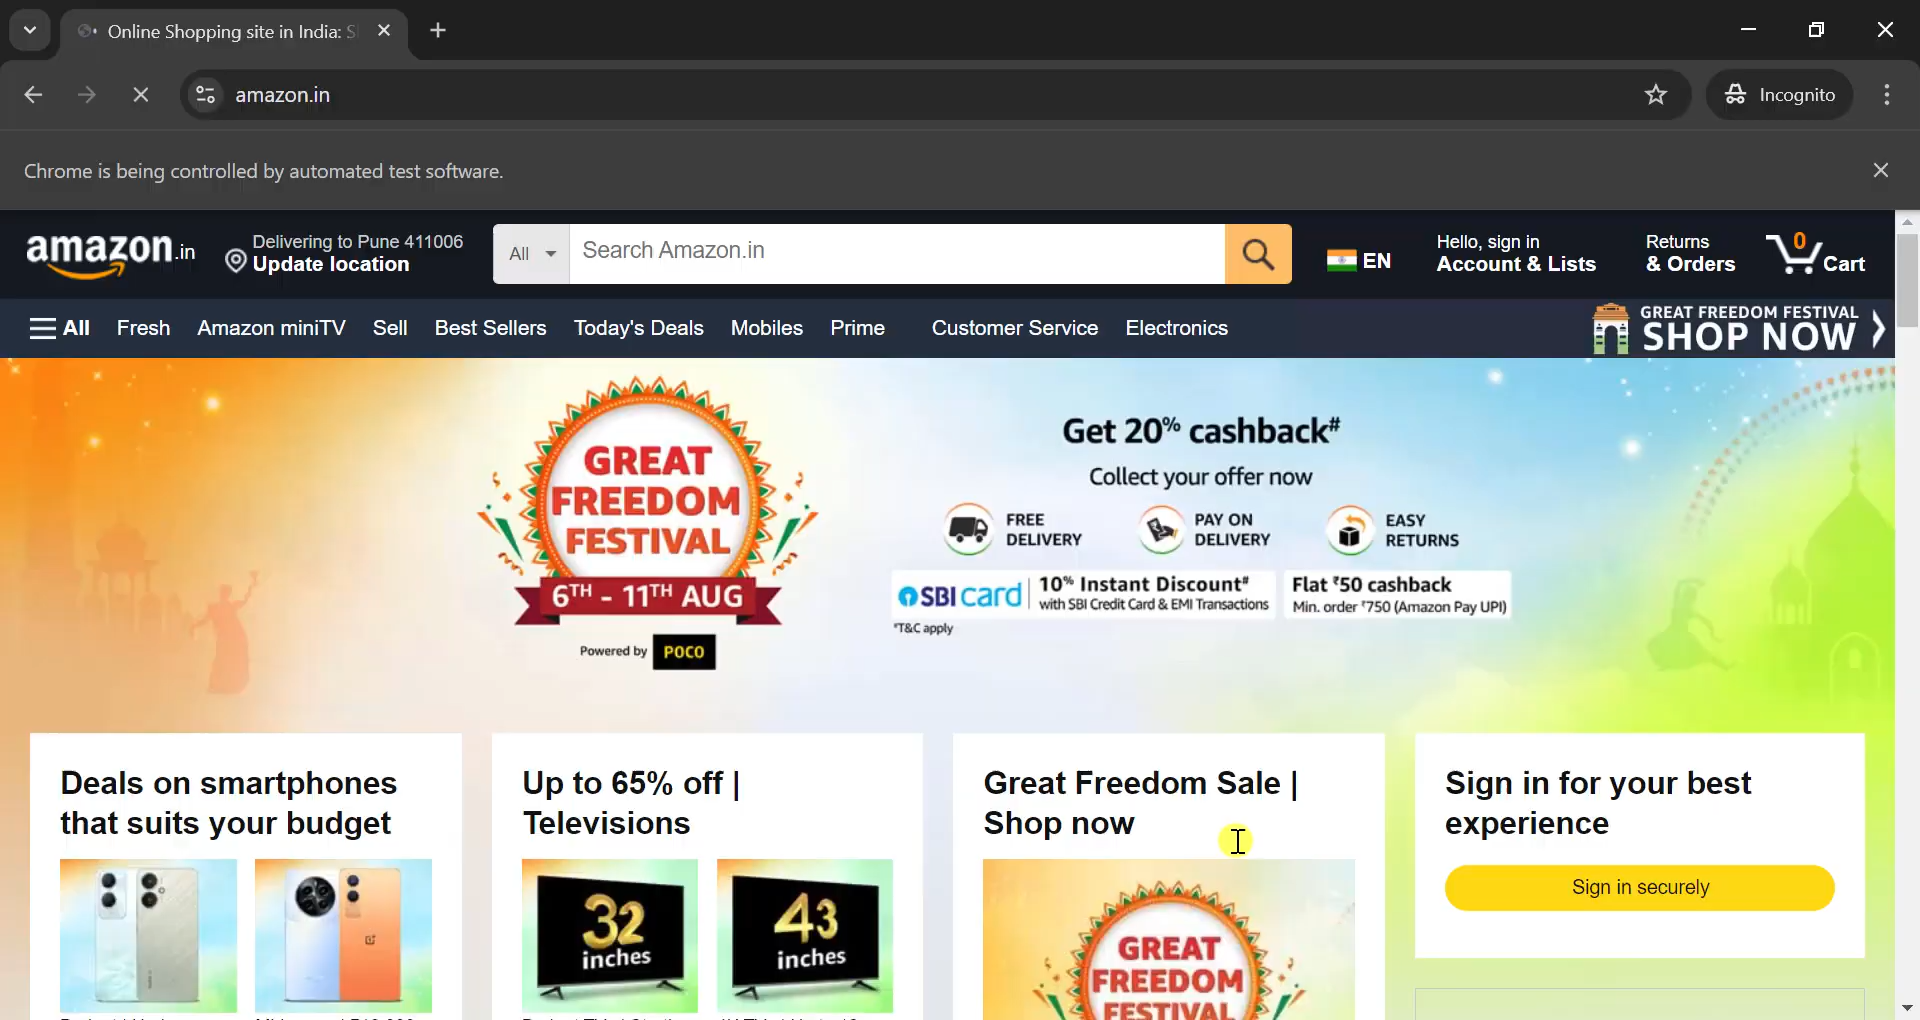 Online Shopping site in India: S
amazon.in
Incognito
Chrome is being controlled by automated test software.
amazon.in
Delivering to Pune 411006
Update location
All
Search Amazon.in
EN
Hello, sign in
Account & Lists
Returns
& Orders
0
Cart
All
Fresh
Amazon miniTV
Sell
Best Sellers
Today's Deals
Mobiles
Prime
Customer Service
Electronics
GREAT FREEDOM FESTIVAL
SHOP NOW
GREAT
FREEDOM
FESTIVAL
6TH - 11TH AUG
Powered by POCO
Get 20% cashback#
Collect your offer now
FREE
DELIVERY
PAY ON
DELIVERY
EASY
RETURNS
SBI card
10% Instant Discount*
with SBI Credit Card & EMI Transactions
Flat ₹50 cashback
Min. order ₹750 (Amazon Pay UPI)
*T&C apply
Deals on smartphones
that suits your budget
Up to 65% off |
Televisions
32
inches
43
inches
Great Freedom Sale |
Shop now
GREAT
FREEDOM
FESTIVAL
Sign in for your best
experience
Sign in securely